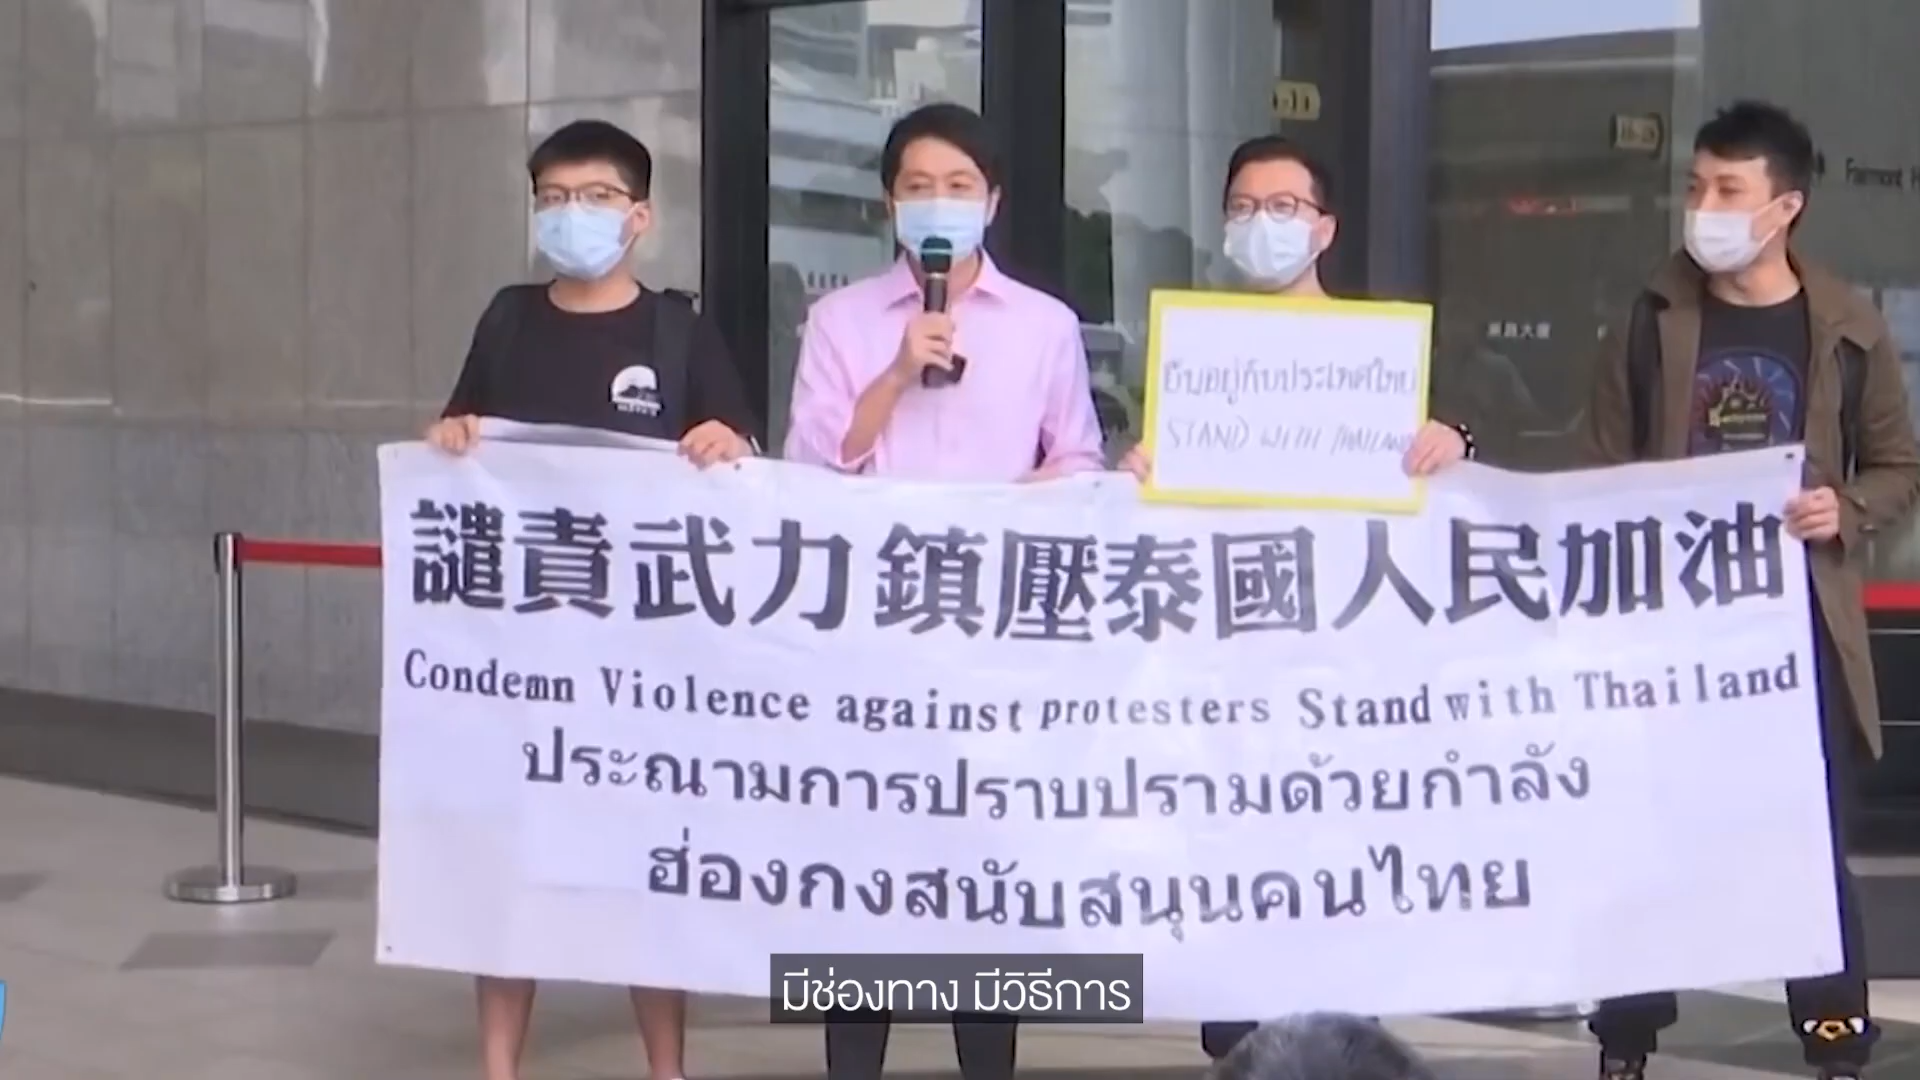 ยืนอยู่กับประเทศไทย
STAND WITH THAILAND
譴責武力鎮壓泰國人民加油
Condemn Violence against protesters Stand with Thailand
ประณามการปราบปรามด้วยกำลัง
ฮ่องกงสนับสนุนคนไทย
มีช่องทาง มีวิธีการ